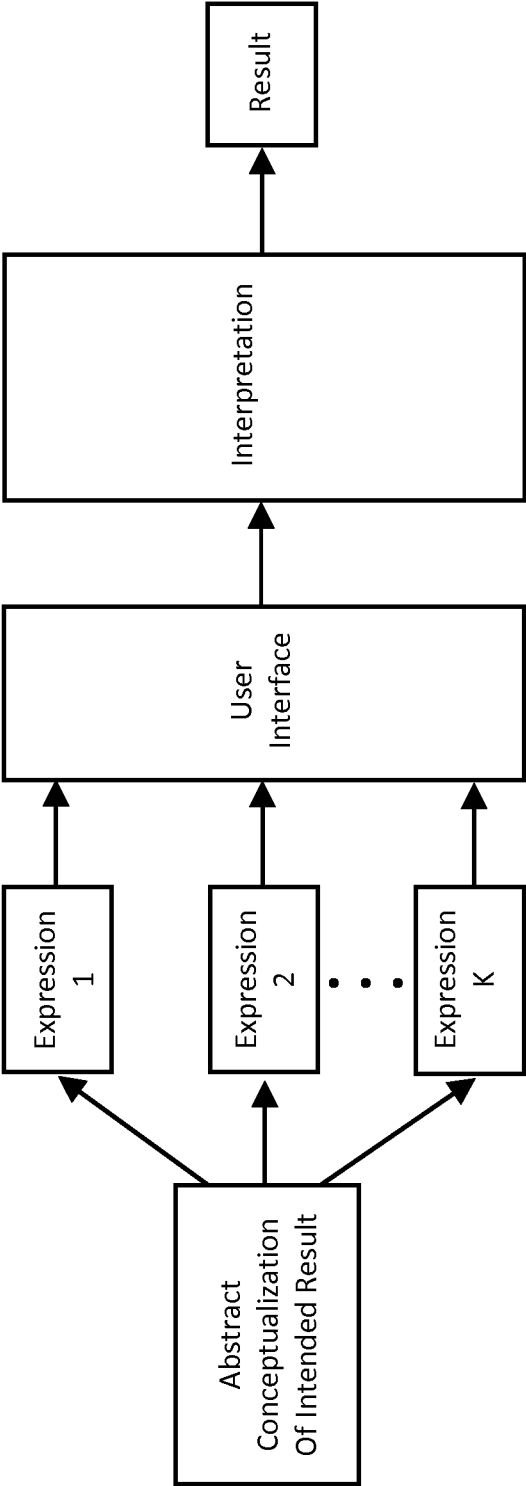 Abstract
Conceptualization
Of Intended Result
Expression
1
Expression
2
Expression
K
User
Interface
Interpretation
Result